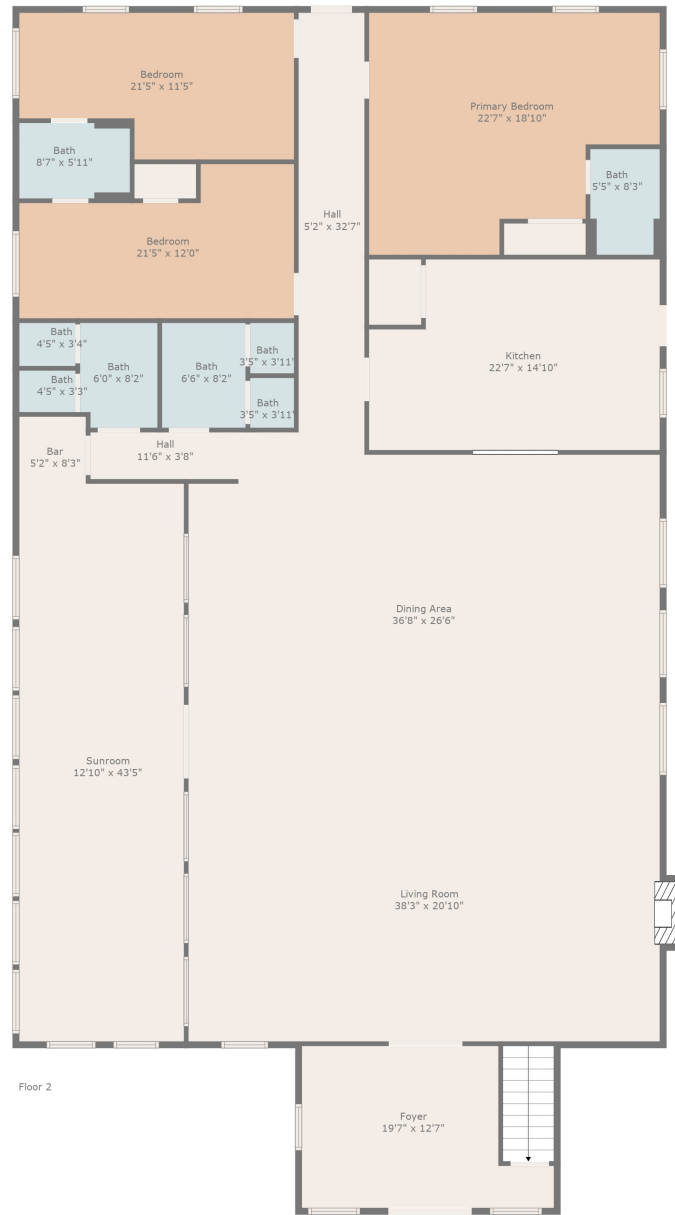 Bedroom
21'5" x 11'5"
Primary Bedroom
22'7" x 18'10"
Bath
8'7" x 5'11"
Bath
5'5" x 8'3"
Hall
5'2" x 32'7"
Bedroom
21'5" x 12'0"
Bath
4'5" x 3'4"
Bath
6'0" x 8'2"
Bath
6'6" x 8'2"
Bath
3'5" x 3'11"
Kitchen
22'7" x 14'10"
Bath
4'5" x 3'3"
Bath
3'5" x 3'11"
Bar
5'2" x 8'3"
Hall
11'6" x 3'8"
Dining Area
36'8" x 26'6"
Sunroom
12'10" x 43'5"
Living Room
38'3" x 20'10"
Floor 2
Foyer
19'7" x 12'7"